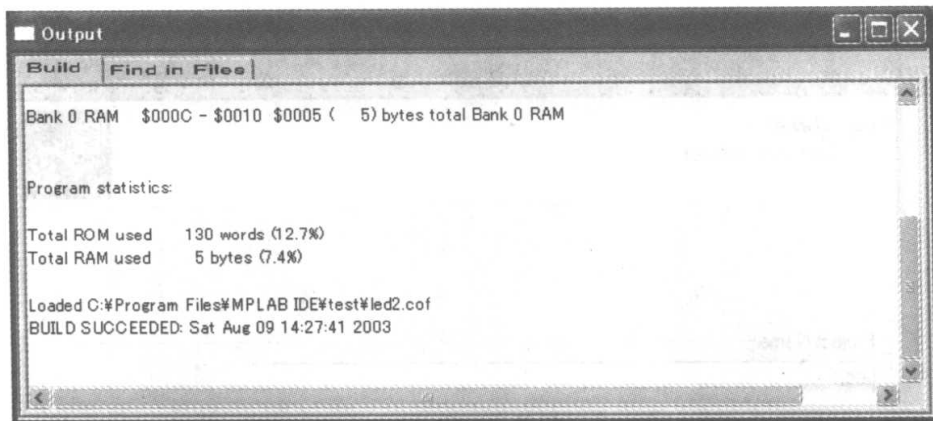 Output
Build Find in Files
Bank 0 RAM $000C - $0010 $0005 ( 5) bytes total Bank 0 RAM
Program statistics:
Total ROM used 130 words (12.7%)
Total RAM used 5 bytes (7.4%)
Loaded C:¥Program Files¥MPLAB IDE¥test¥led2.cof
BUILD SUCCEEDED: Sat Aug 09 14:27:41 2003